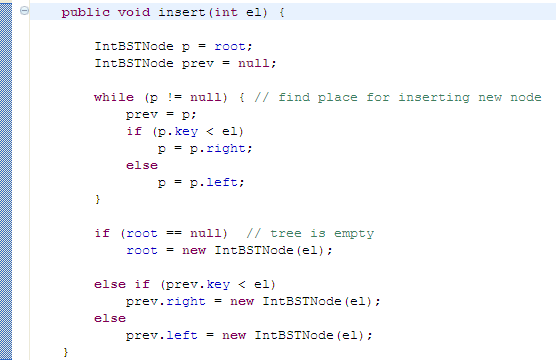 public void insert(int el) {
IntBSTNode p = root;
IntBSTNode prev = null;
while (p != null) { // find place for inserting new node
prev = p;
if (p.key < el)
p = p.right;
else
p = p.left;
}
if (root == null)  // tree is empty
root = new IntBSTNode(el);
else if (prev.key < el)
prev.right = new IntBSTNode(el);
else
prev.left = new IntBSTNode(el);
}